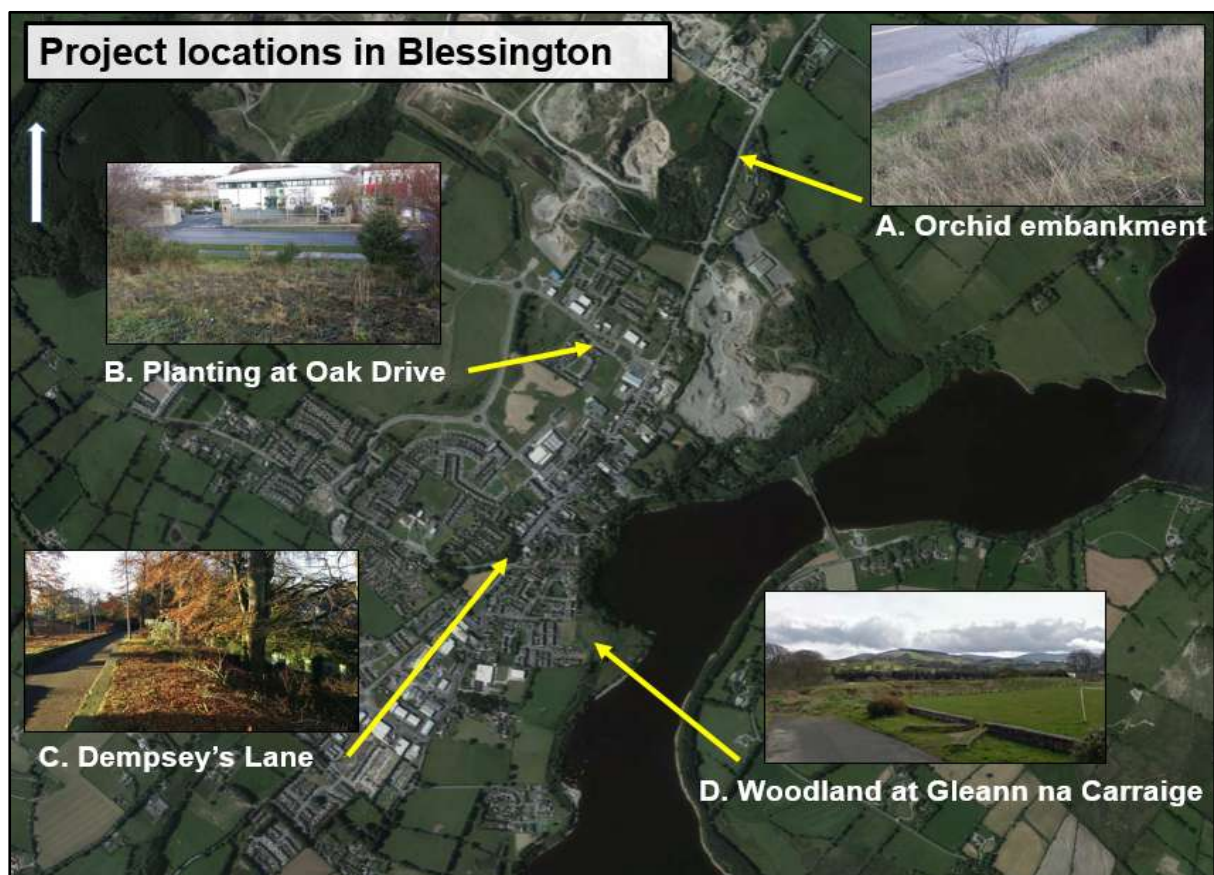 Project locations in Blessington
A. Orchid embankment
B. Planting at Oak Drive
C. Dempsey's Lane
D. Woodland at Gleann na Carraige